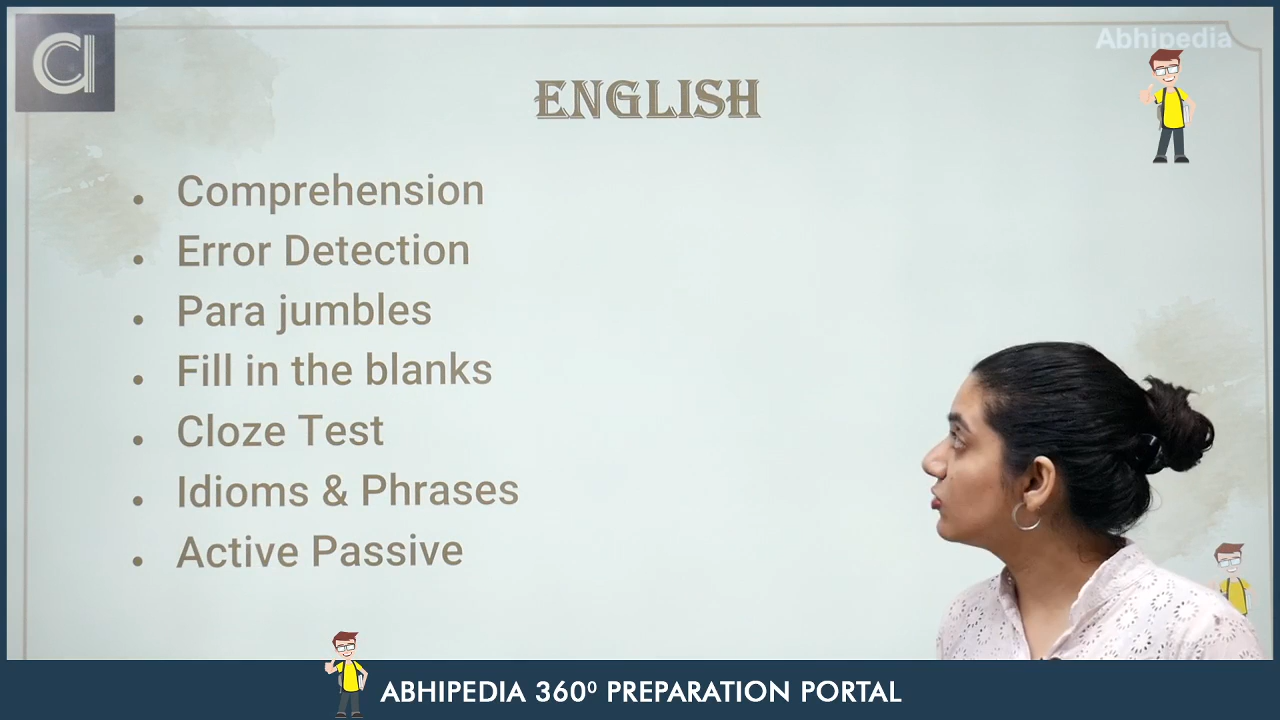 Abhipedia
ENGLISH
. Comprehension
. Error Detection
. Para jumbles
. Fill in the blanks
. Cloze Test
. Idioms & Phrases
. Active Passive
ABHIPEDIA 360⁰ PREPARATION PORTAL